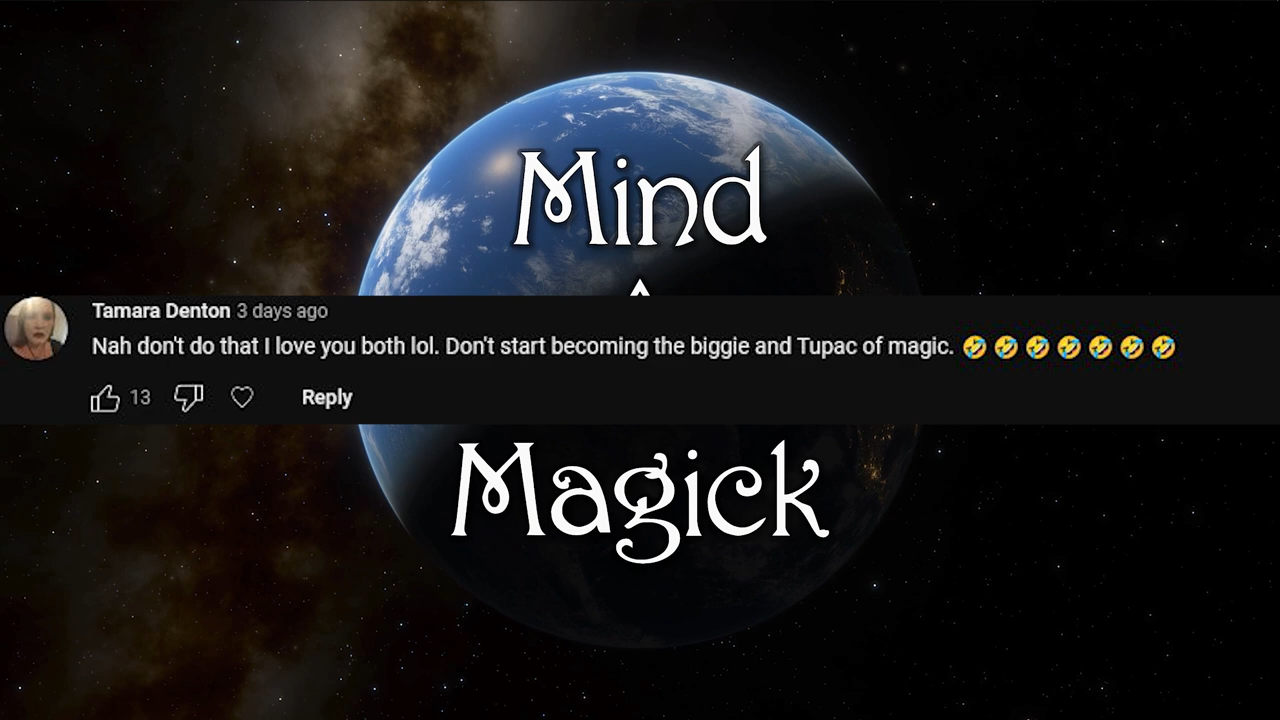 Mind
Tamara Denton 3 days ago
Nah don't do that I love you both lol. Don't start becoming the biggie and Tupac of magic. 🤣🤣🤣🤣🤣🤣🤣
13
Reply
Magick